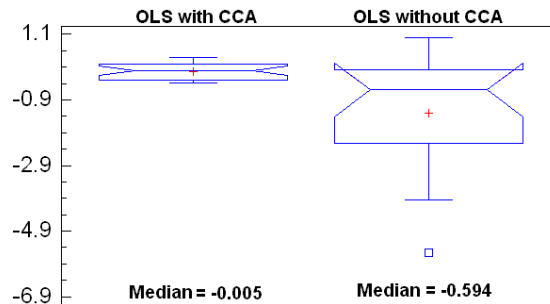 OLS with CCA OLS without CCA
1.1
-0.9
-2.9
-4.9
-6.9
Median = -0.005 Median = -0.594